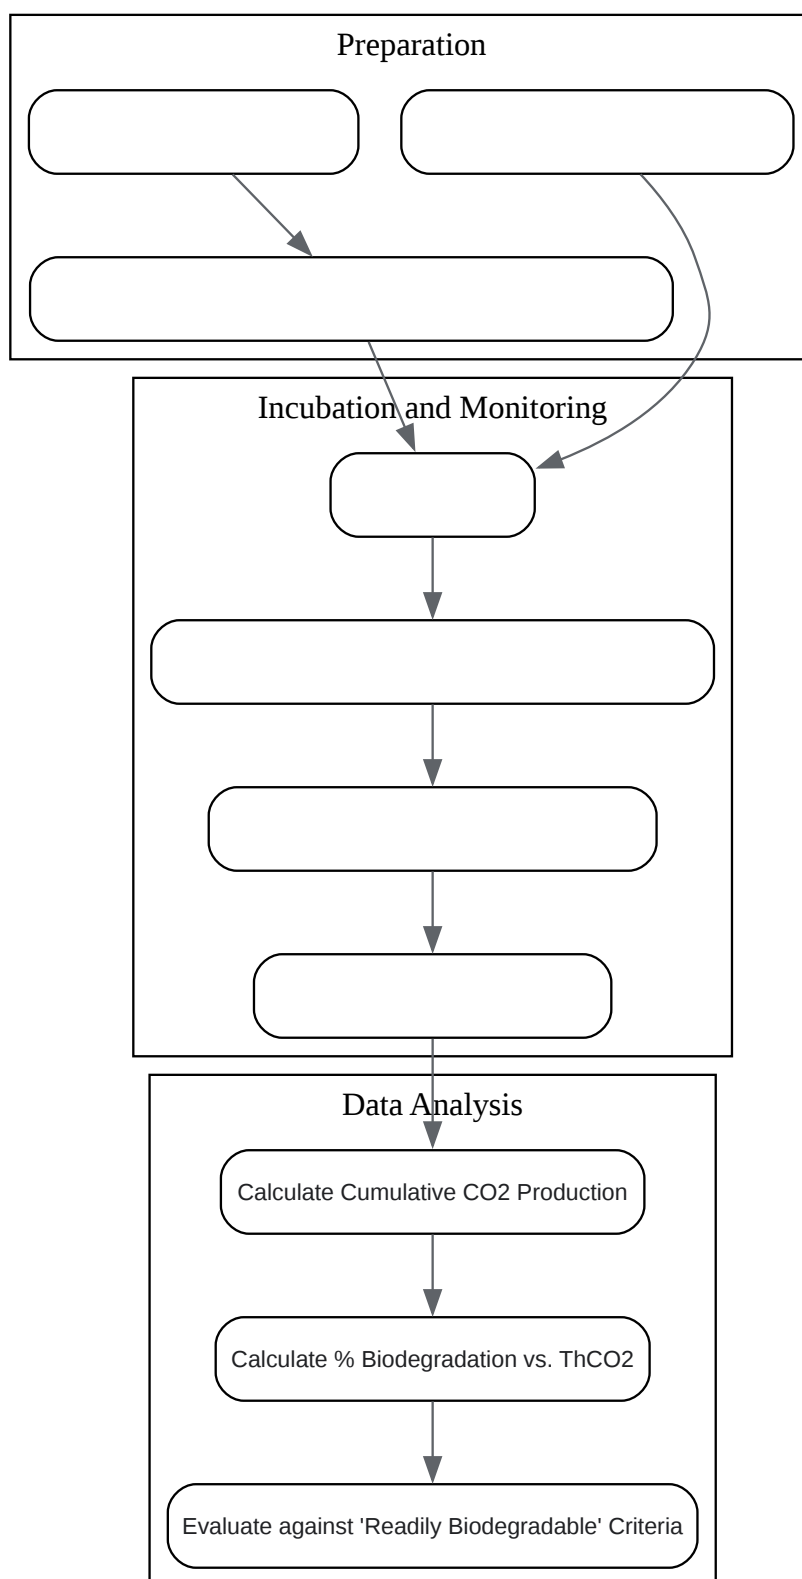 Preparation
Incubation and Monitoring
Data Analysis
Calculate Cumulative CO2 Production
Calculate % Biodegradation vs. ThCO2
Evaluate against 'Readily Biodegradable' Criteria